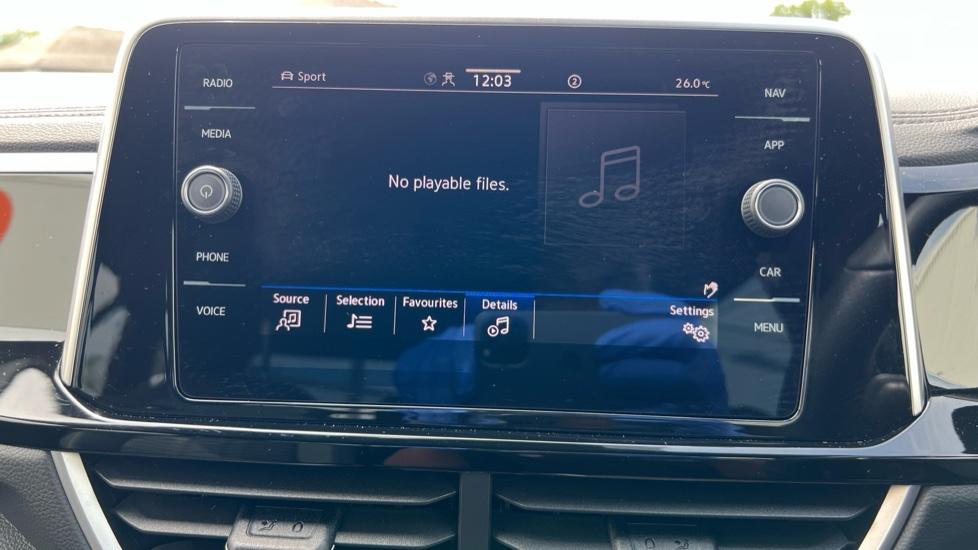 RADIO
MEDIA
PHONE
VOICE
Sport 12:03 2 26.0°C
No playable files.
Source Selection Favourites Details Settings
NAV
APP
CAR
MENU